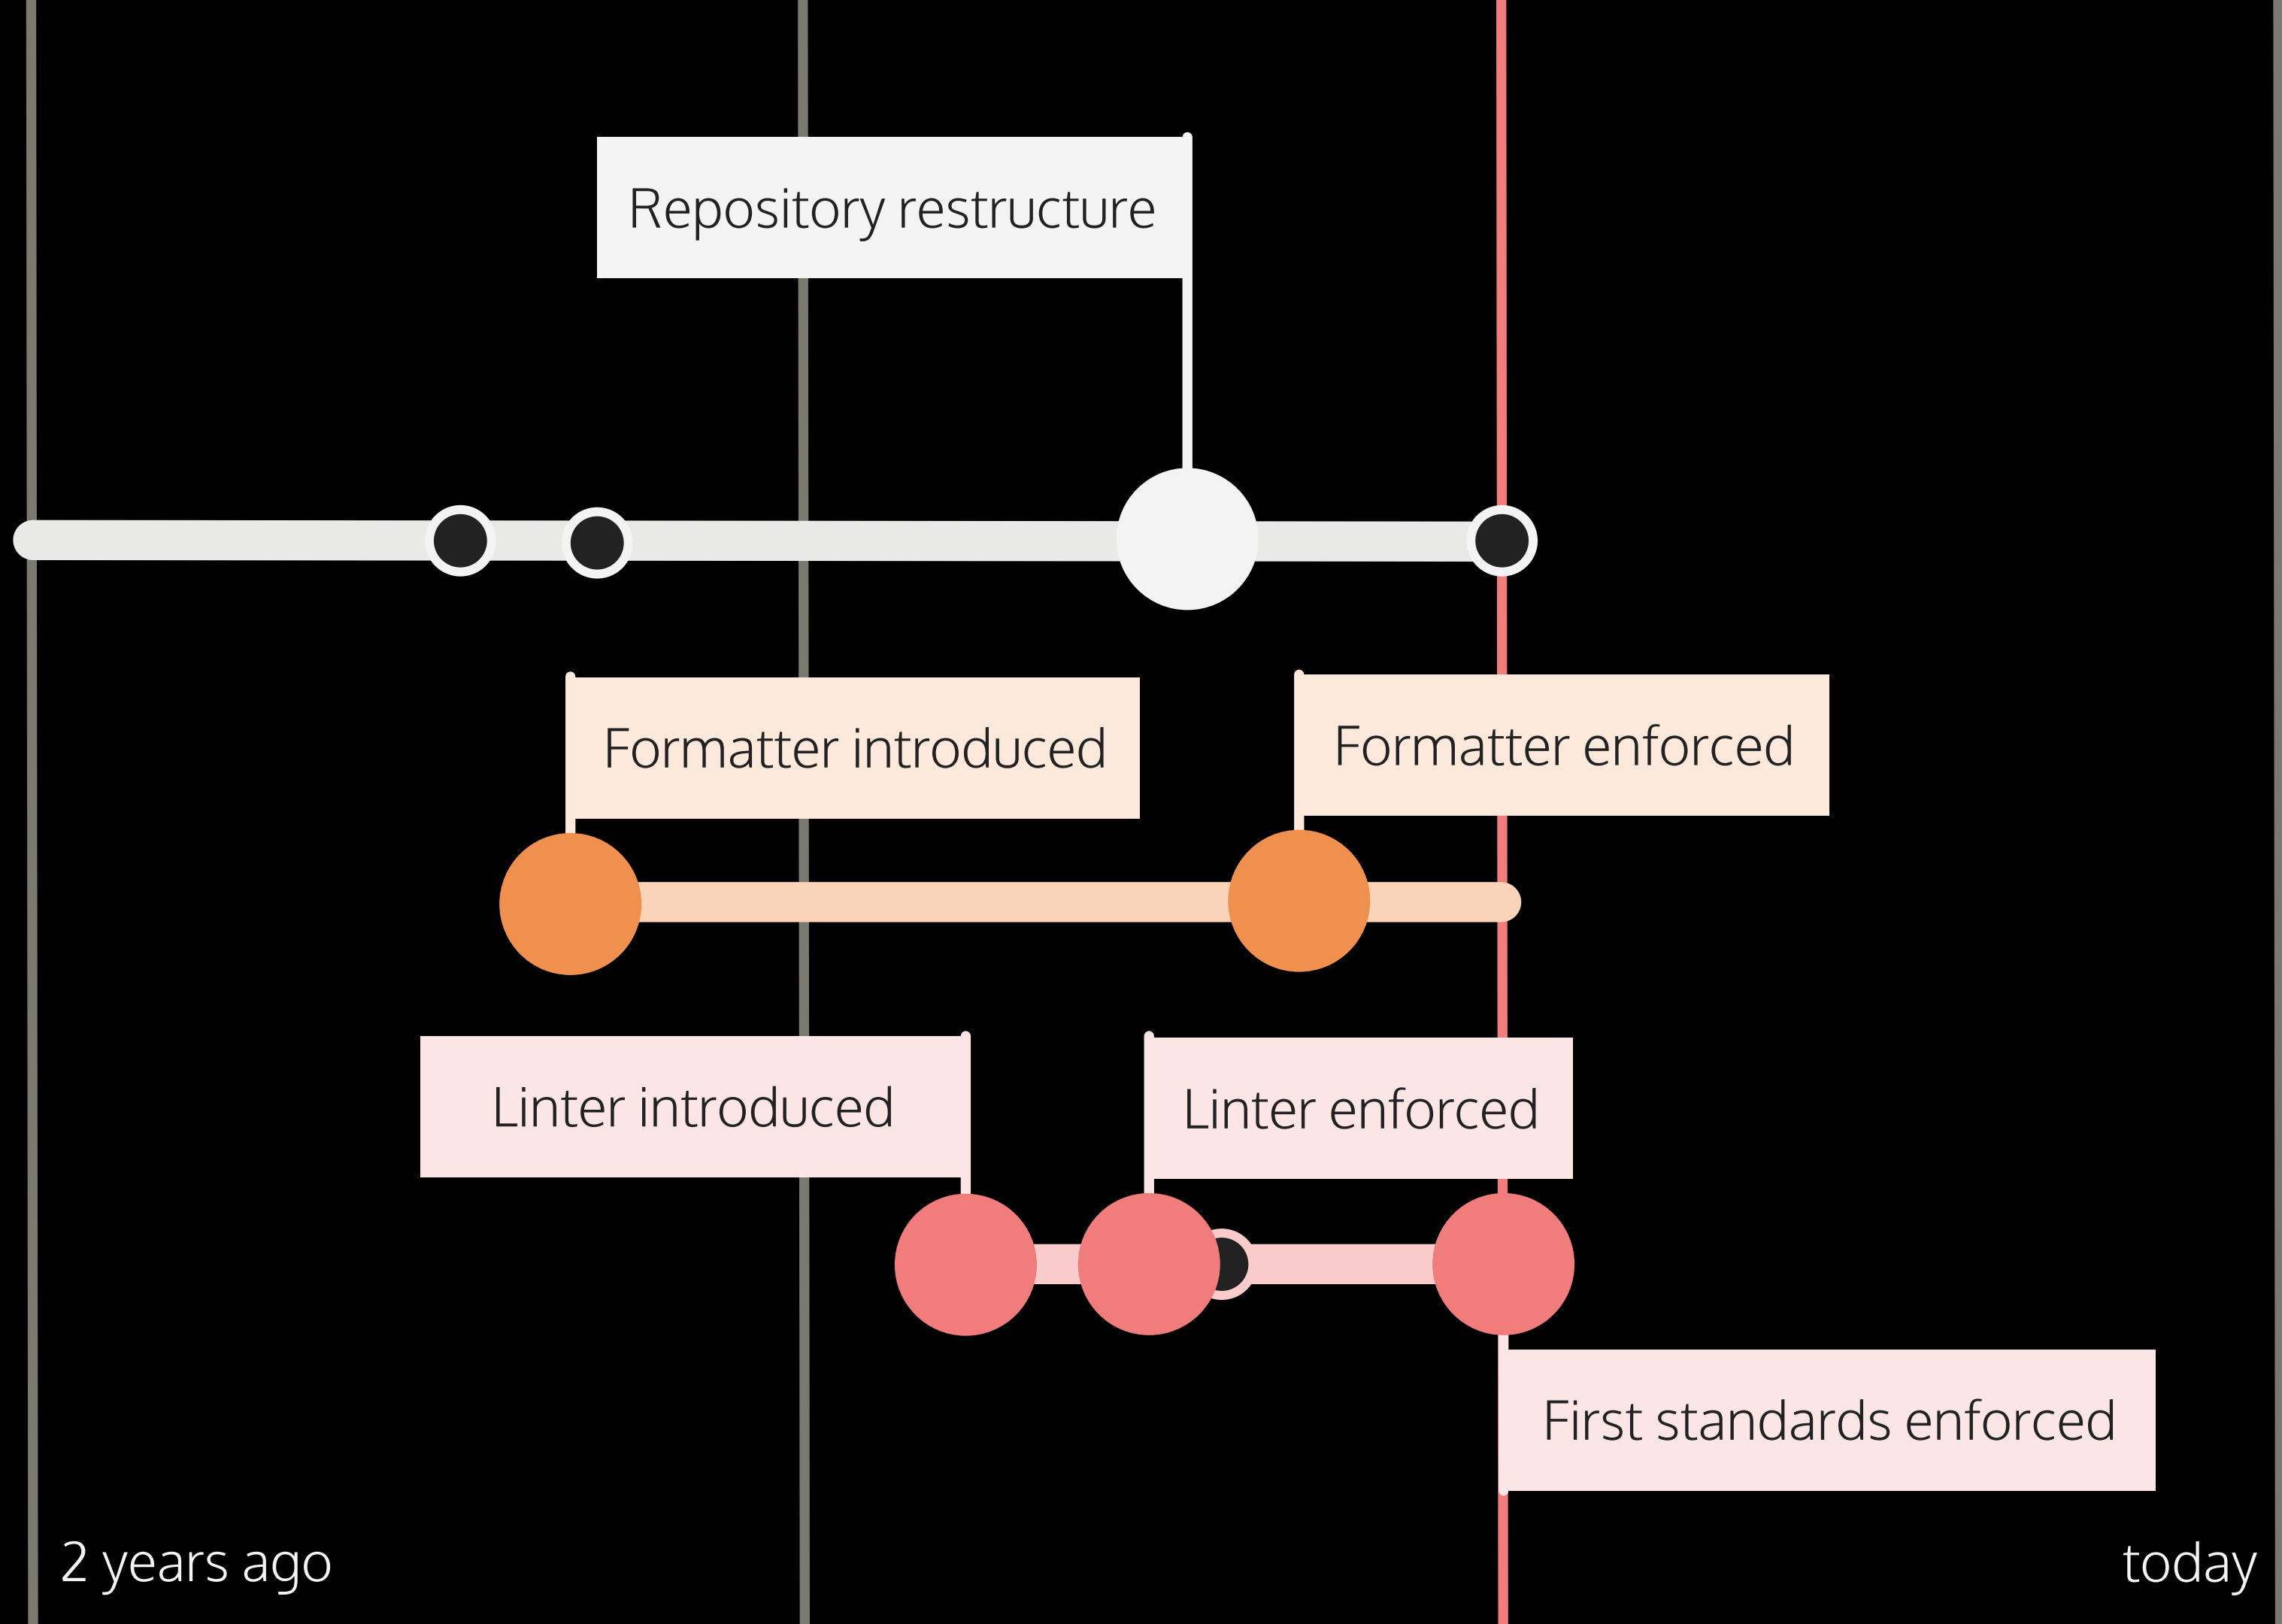 Repository restructure
Formatter introduced
Formatter enforced
Linter introduced
Linter enforced
First standards enforced
2 years ago
today